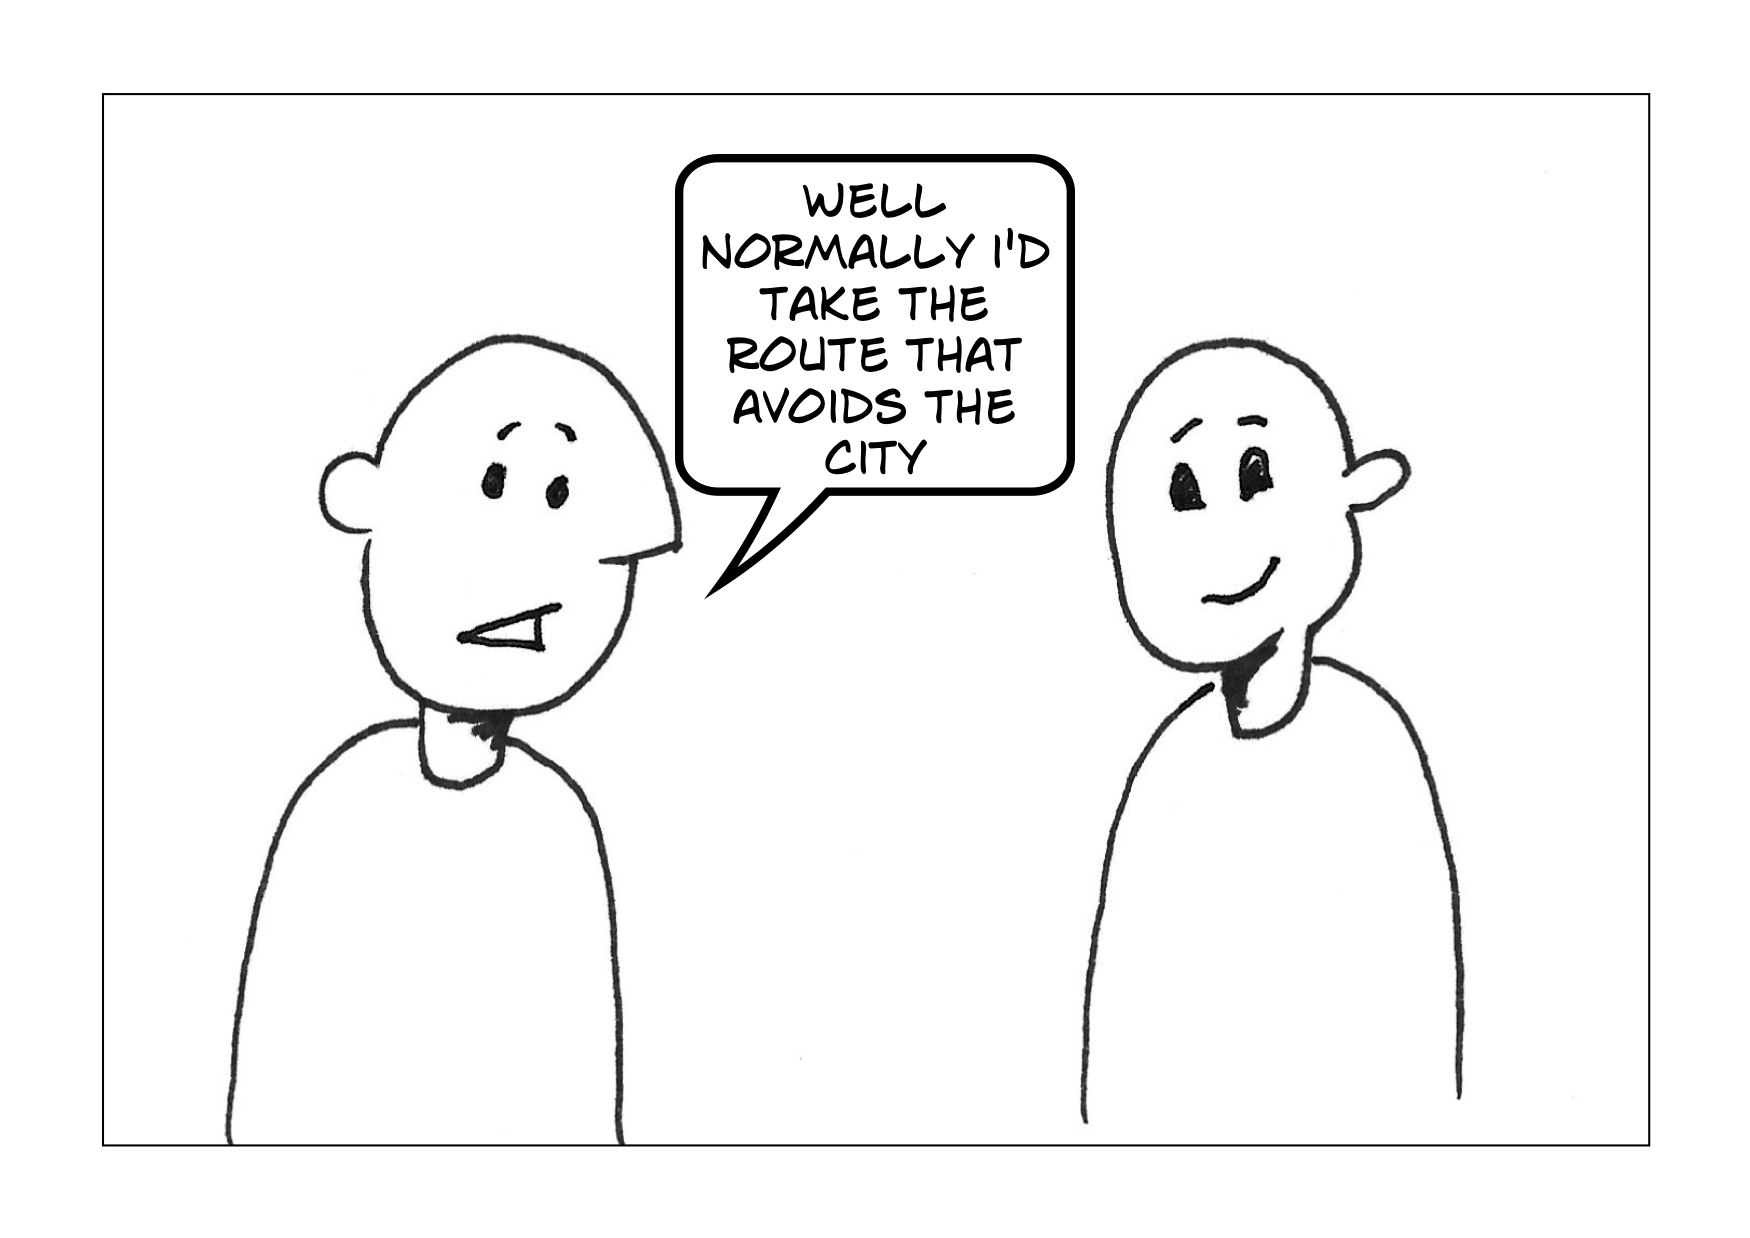 WELL
NORMALLY I'D
TAKE THE
ROUTE THAT
AVOIDS THE
CITY